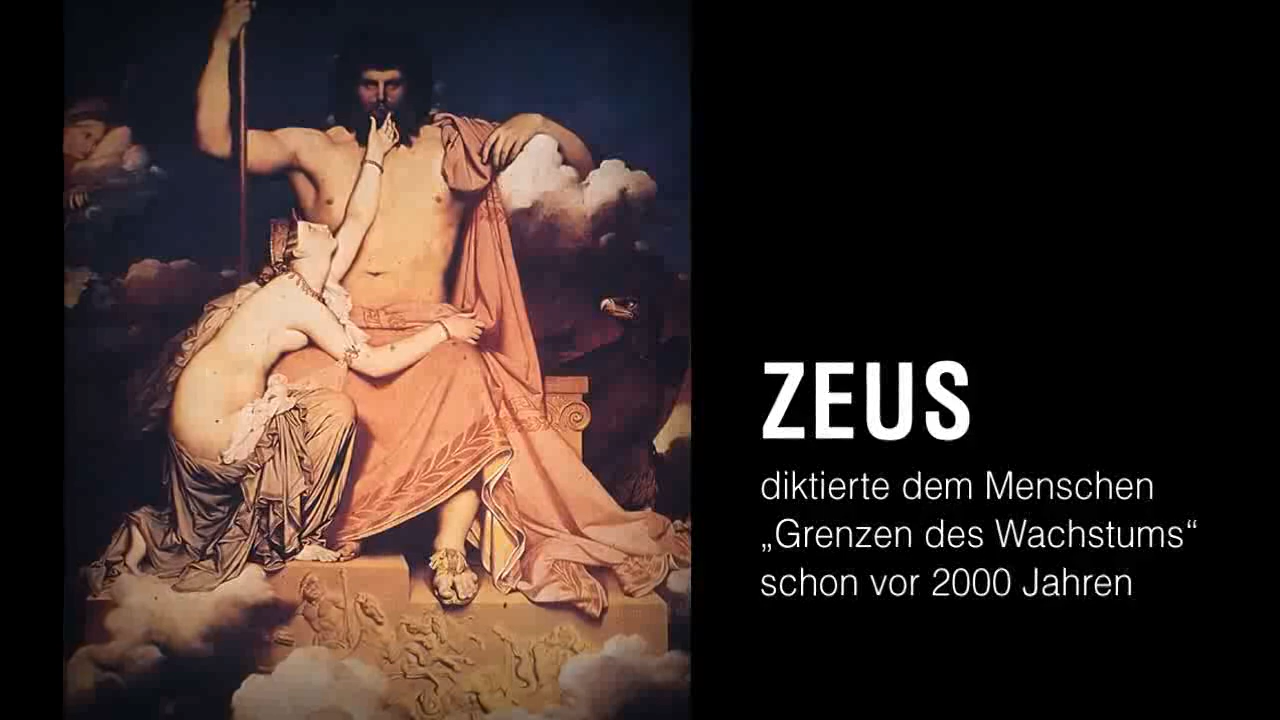 ZEUS
diktierte dem Menschen
„Grenzen des Wachstums“
schon vor 2000 Jahren